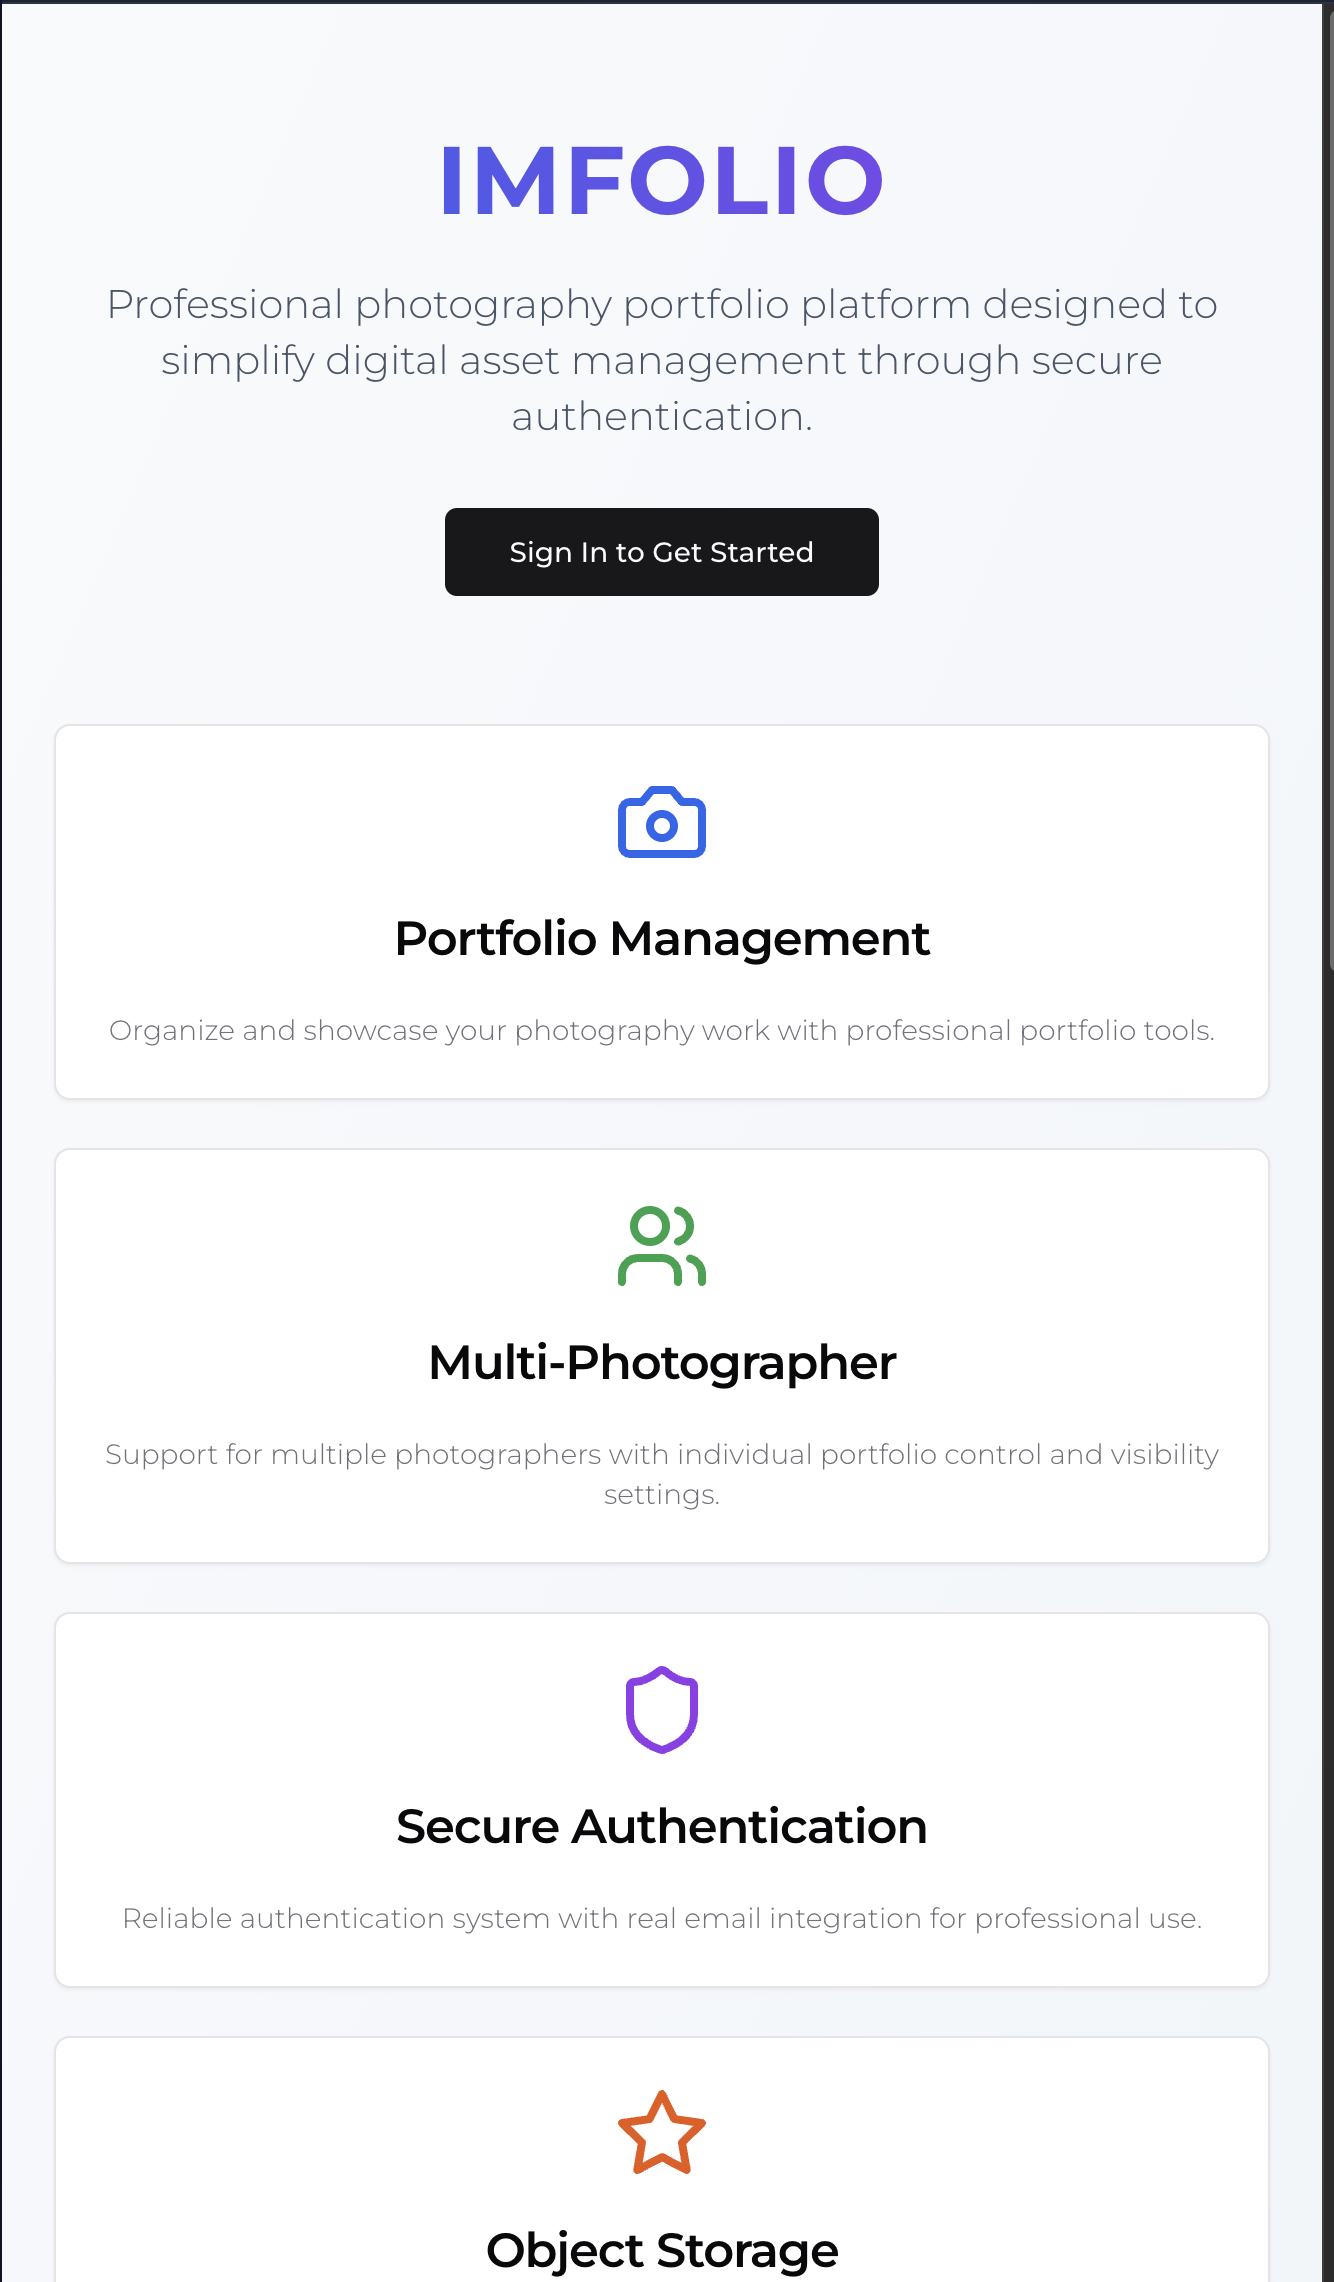 IMFOLIO
Professional photography portfolio platform designed to
simplify digital asset management through secure
authentication.
Sign In to Get Started
Portfolio Management
Organize and showcase your photography work with professional portfolio tools.
Multi-Photographer
Support for multiple photographers with individual portfolio control and visibility
settings.
Secure Authentication
Reliable authentication system with real email integration for professional use.
Object Storage